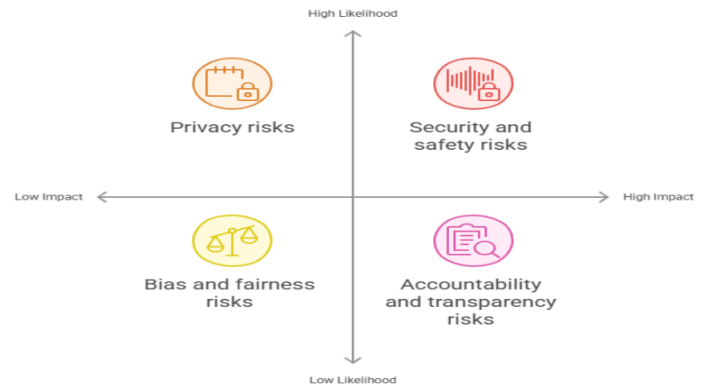 High Likelihood
Privacy risks
Security and
safety risks
Low Impact
High Impact
Bias and fairness
risks
Accountability
and transparency
risks
Low Likelihood